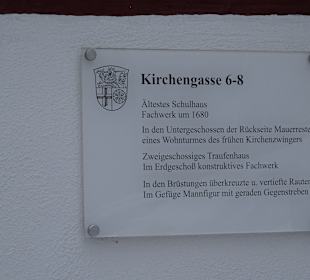 Kirchengasse 6-8
Ältestes Schulhaus
Fachwerk um 1680
In den Untergeschossen der Rückseite Mauerreste
eines Wohnturmes des frühen Kirchenzwingers
Zweigeschossiges Traufenhaus
Im Erdgeschoß konstruktives Fachwerk
In den Brüstungen überkreuzte u. vertiefte Rauten
Im Gefüge Mannfigur mit geraden Gegenstreben